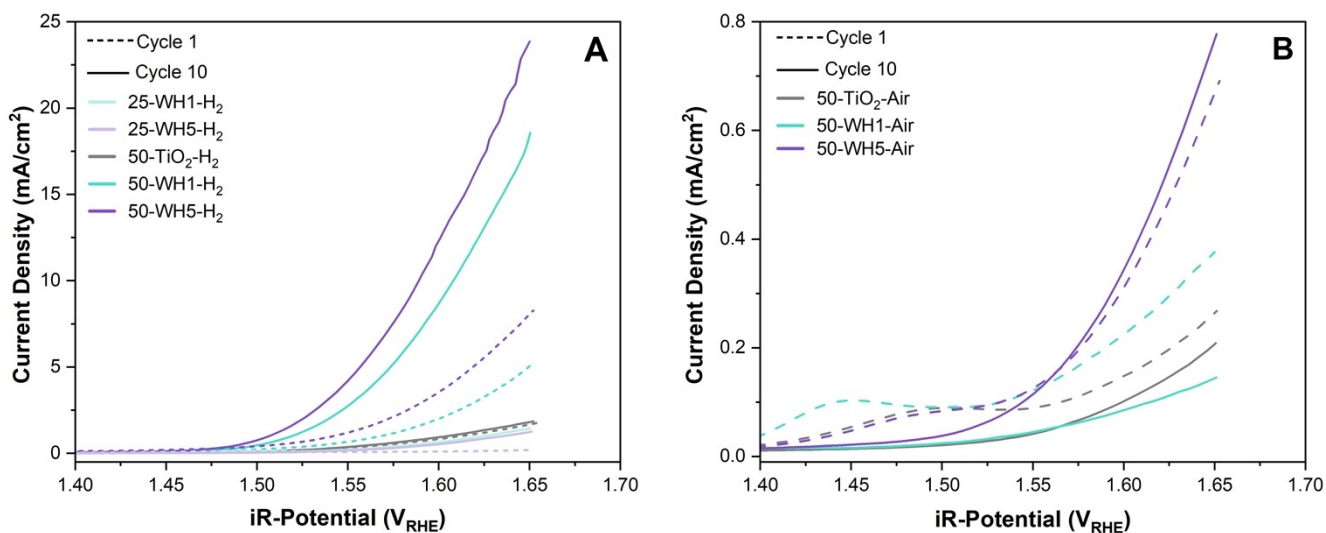 A
Cycle 1
Cycle 10
25-WH1-H₂
25-WH5-H₂
50-TiO₂-H₂
50-WH1-H₂
50-WH5-H₂
Current Density (mA/cm²)
25
20
15
10
5
0
1.40
1.45
1.50
1.55
1.60
1.65
1.70
iR-Potential (V_RHE)
B
Cycle 1
Cycle 10
50-TiO₂-Air
50-WH1-Air
50-WH5-Air
Current Density (mA/cm²)
0.8
0.6
0.4
0.2
0.0
1.40
1.45
1.50
1.55
1.60
1.65
1.70
iR-Potential (V_RHE)